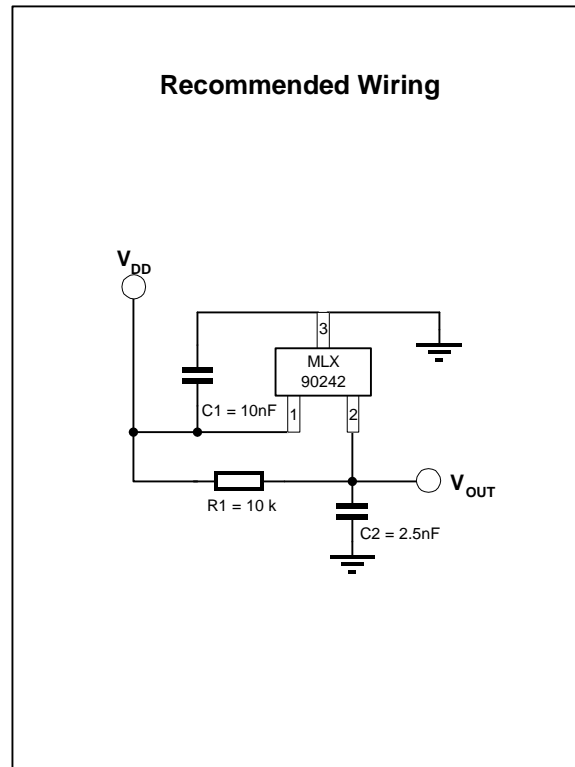 Recommended Wiring
VDD
3
MLX
90242
C1 = 10nF
1
2
R1 = 10 k
VOUT
C2 = 2.5nF